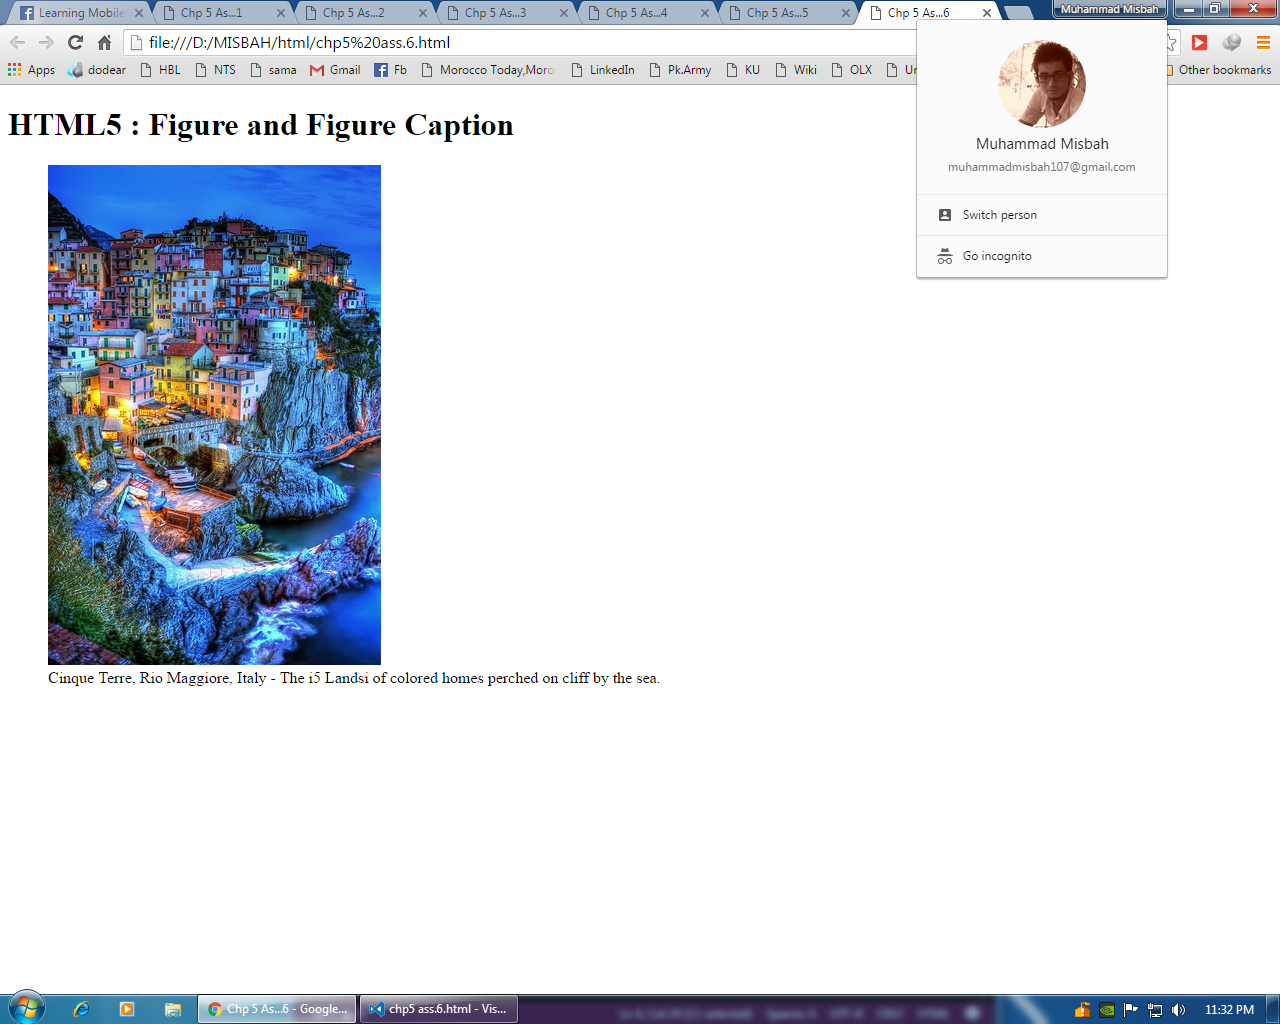 Learning Mobile
Chp 5 As...1
Chp 5 As...2
Chp 5 As...3
Chp 5 As...4
Chp 5 As...5
Chp 5 As...6
Muhammad Misbah
file:///D:/MISBAH/html/chp5%20ass.6.html
Apps
dodear
HBL
NTS
sama
Gmail
Fb
Morocco Today,Moro
LinkedIn
Pk.Army
KU
Wiki
OLX
Other bookmarks
Muhammad Misbah
muhammadmisbah107@gmail.com
Switch person
Go incognito
HTML5 : Figure and Figure Caption
Cinque Terre, Rio Maggiore, Italy - The i5 Landsi of colored homes perched on cliff by the sea.
Chp 5 As...6 - Google...
chp5 ass.6.html - Vis...
11:32 PM